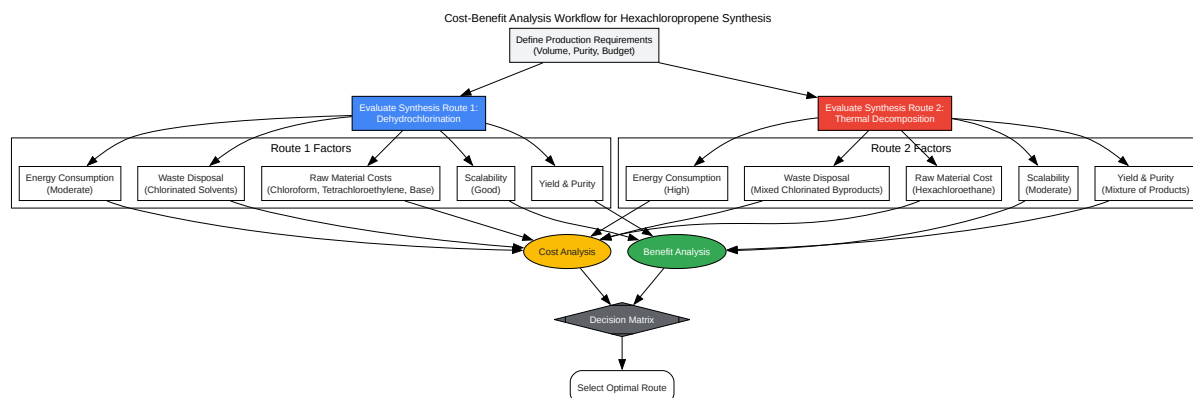 Cost-Benefit Analysis Workflow for Hexachloropropene Synthesis
Define Production Requirements
(Volume, Purity, Budget)
Evaluate Synthesis Route 1:
Dehydrochlorination
Evaluate Synthesis Route 2:
Thermal Decomposition
Route 1 Factors
Energy Consumption
(Moderate)
Waste Disposal
(Chlorinated Solvents)
Raw Material Costs
(Chloroform, Tetrachloroethylene, Base)
Scalability
(Good)
Yield & Purity
Route 2 Factors
Energy Consumption
(High)
Waste Disposal
(Mixed Chlorinated Byproducts)
Raw Material Cost
(Hexachloroethane)
Scalability
(Moderate)
Yield & Purity
(Mixture of Products)
Cost Analysis
Benefit Analysis
Decision Matrix
Select Optimal Route